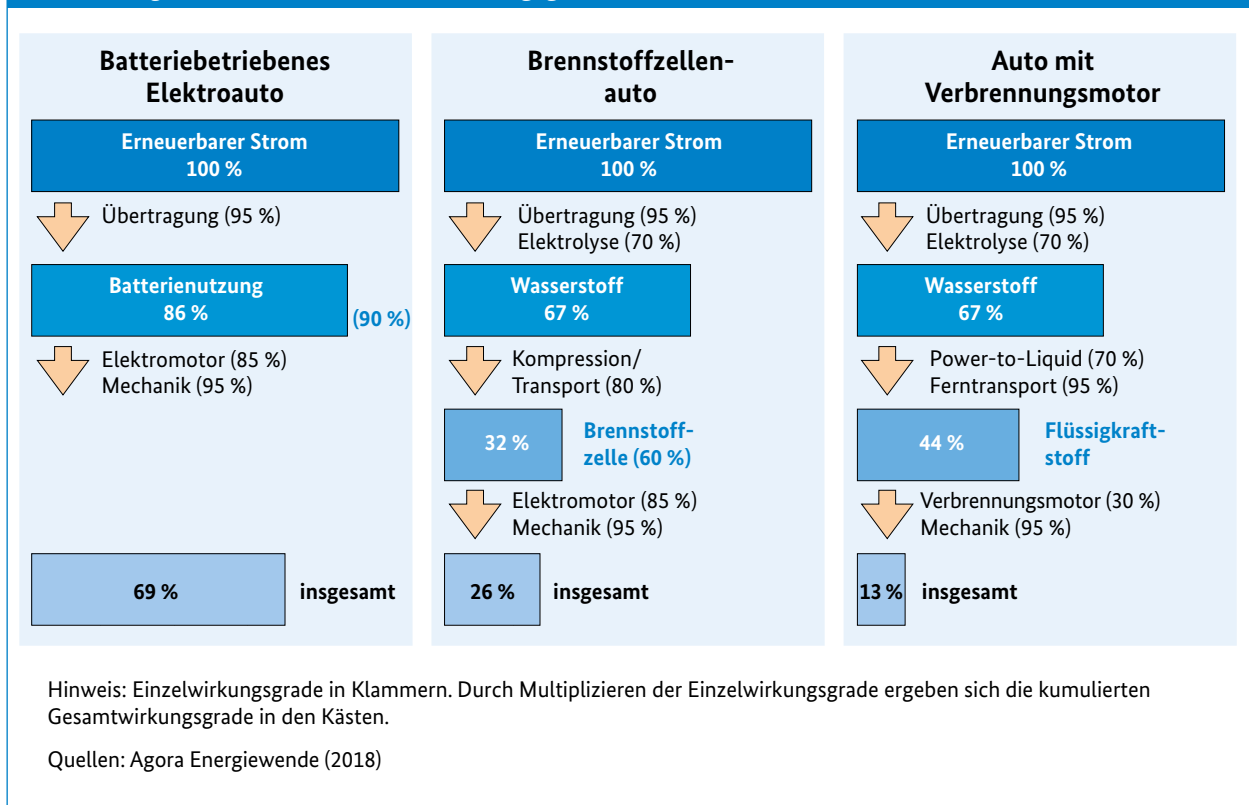 Batteriebetriebenes
Elektroauto
Erneuerbarer Strom
100 %
Übertragung (95 %)
Batterienutzung
86 %
(90 %)
Elektromotor (85 %)
Mechanik (95 %)
69 %
insgesamt
Brennstoffzellen-
auto
Erneuerbarer Strom
100 %
Übertragung (95 %)
Elektrolyse (70 %)
Wasserstoff
67 %
Kompression/
Transport (80 %)
32 %
Brennstoff-
zelle (60 %)
Elektromotor (85 %)
Mechanik (95 %)
26 %
insgesamt
Auto mit
Verbrennungsmotor
Erneuerbarer Strom
100 %
Übertragung (95 %)
Elektrolyse (70 %)
Wasserstoff
67 %
Power-to-Liquid (70 %)
Ferntransport (95 %)
44 %
Flüssigkraft-
stoff
Verbrennungsmotor (30 %)
Mechanik (95 %)
13 %
insgesamt
Hinweis: Einzelwirkungsgrade in Klammern. Durch Multiplizieren der Einzelwirkungsgrade ergeben sich die kumulierten
Gesamtwirkungsgrade in den Kästen.
Quellen: Agora Energiewende (2018)